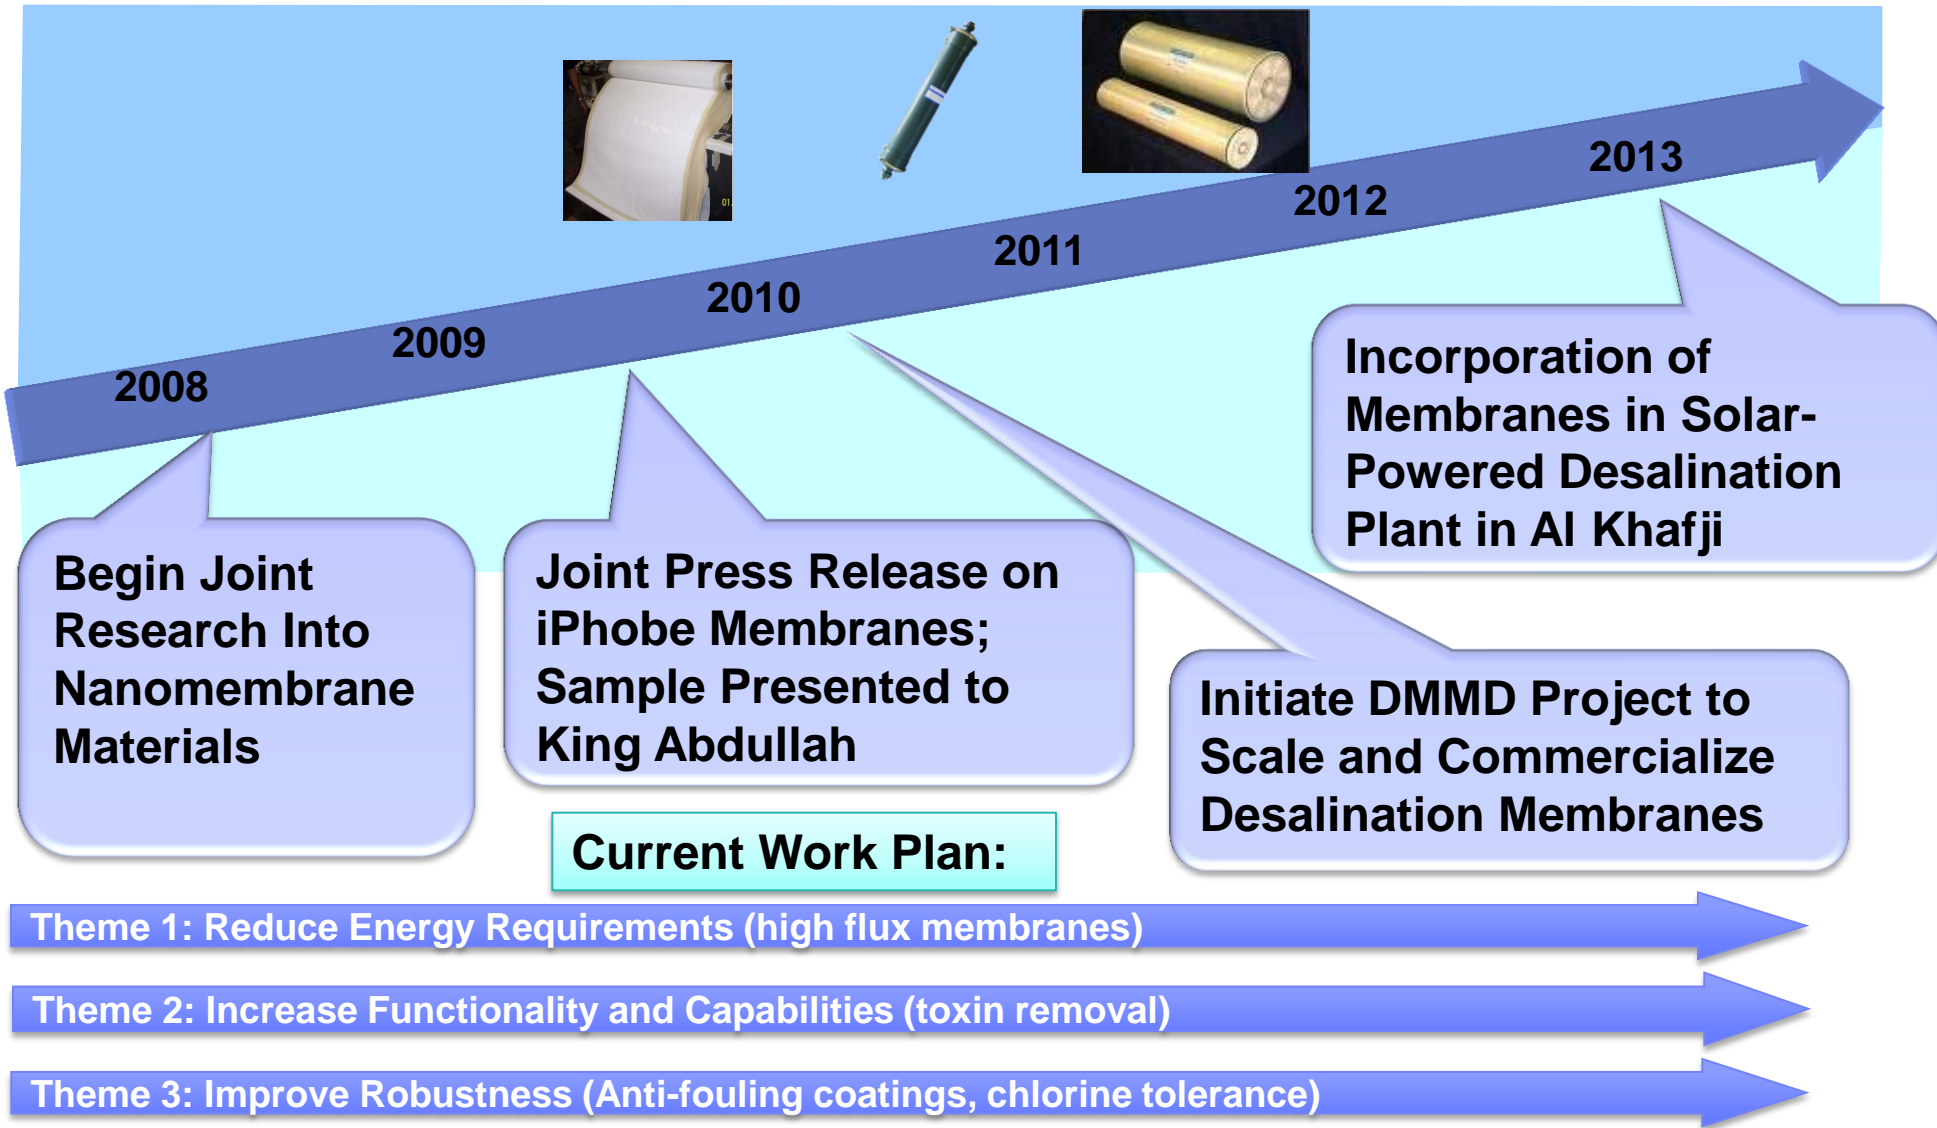 2008
2009
2010
2011
2012
2013
01
Begin Joint
Research Into
Nanomembrane
Materials
Joint Press Release on
iPhobe Membranes;
Sample Presented to
King Abdullah
Initiate DMMD Project to
Scale and Commercialize
Desalination Membranes
Incorporation of
Membranes in Solar-
Powered Desalination
Plant in Al Khafji
Current Work Plan:
Theme 1: Reduce Energy Requirements (high flux membranes)
Theme 2: Increase Functionality and Capabilities (toxin removal)
Theme 3: Improve Robustness (Anti-fouling coatings, chlorine tolerance)